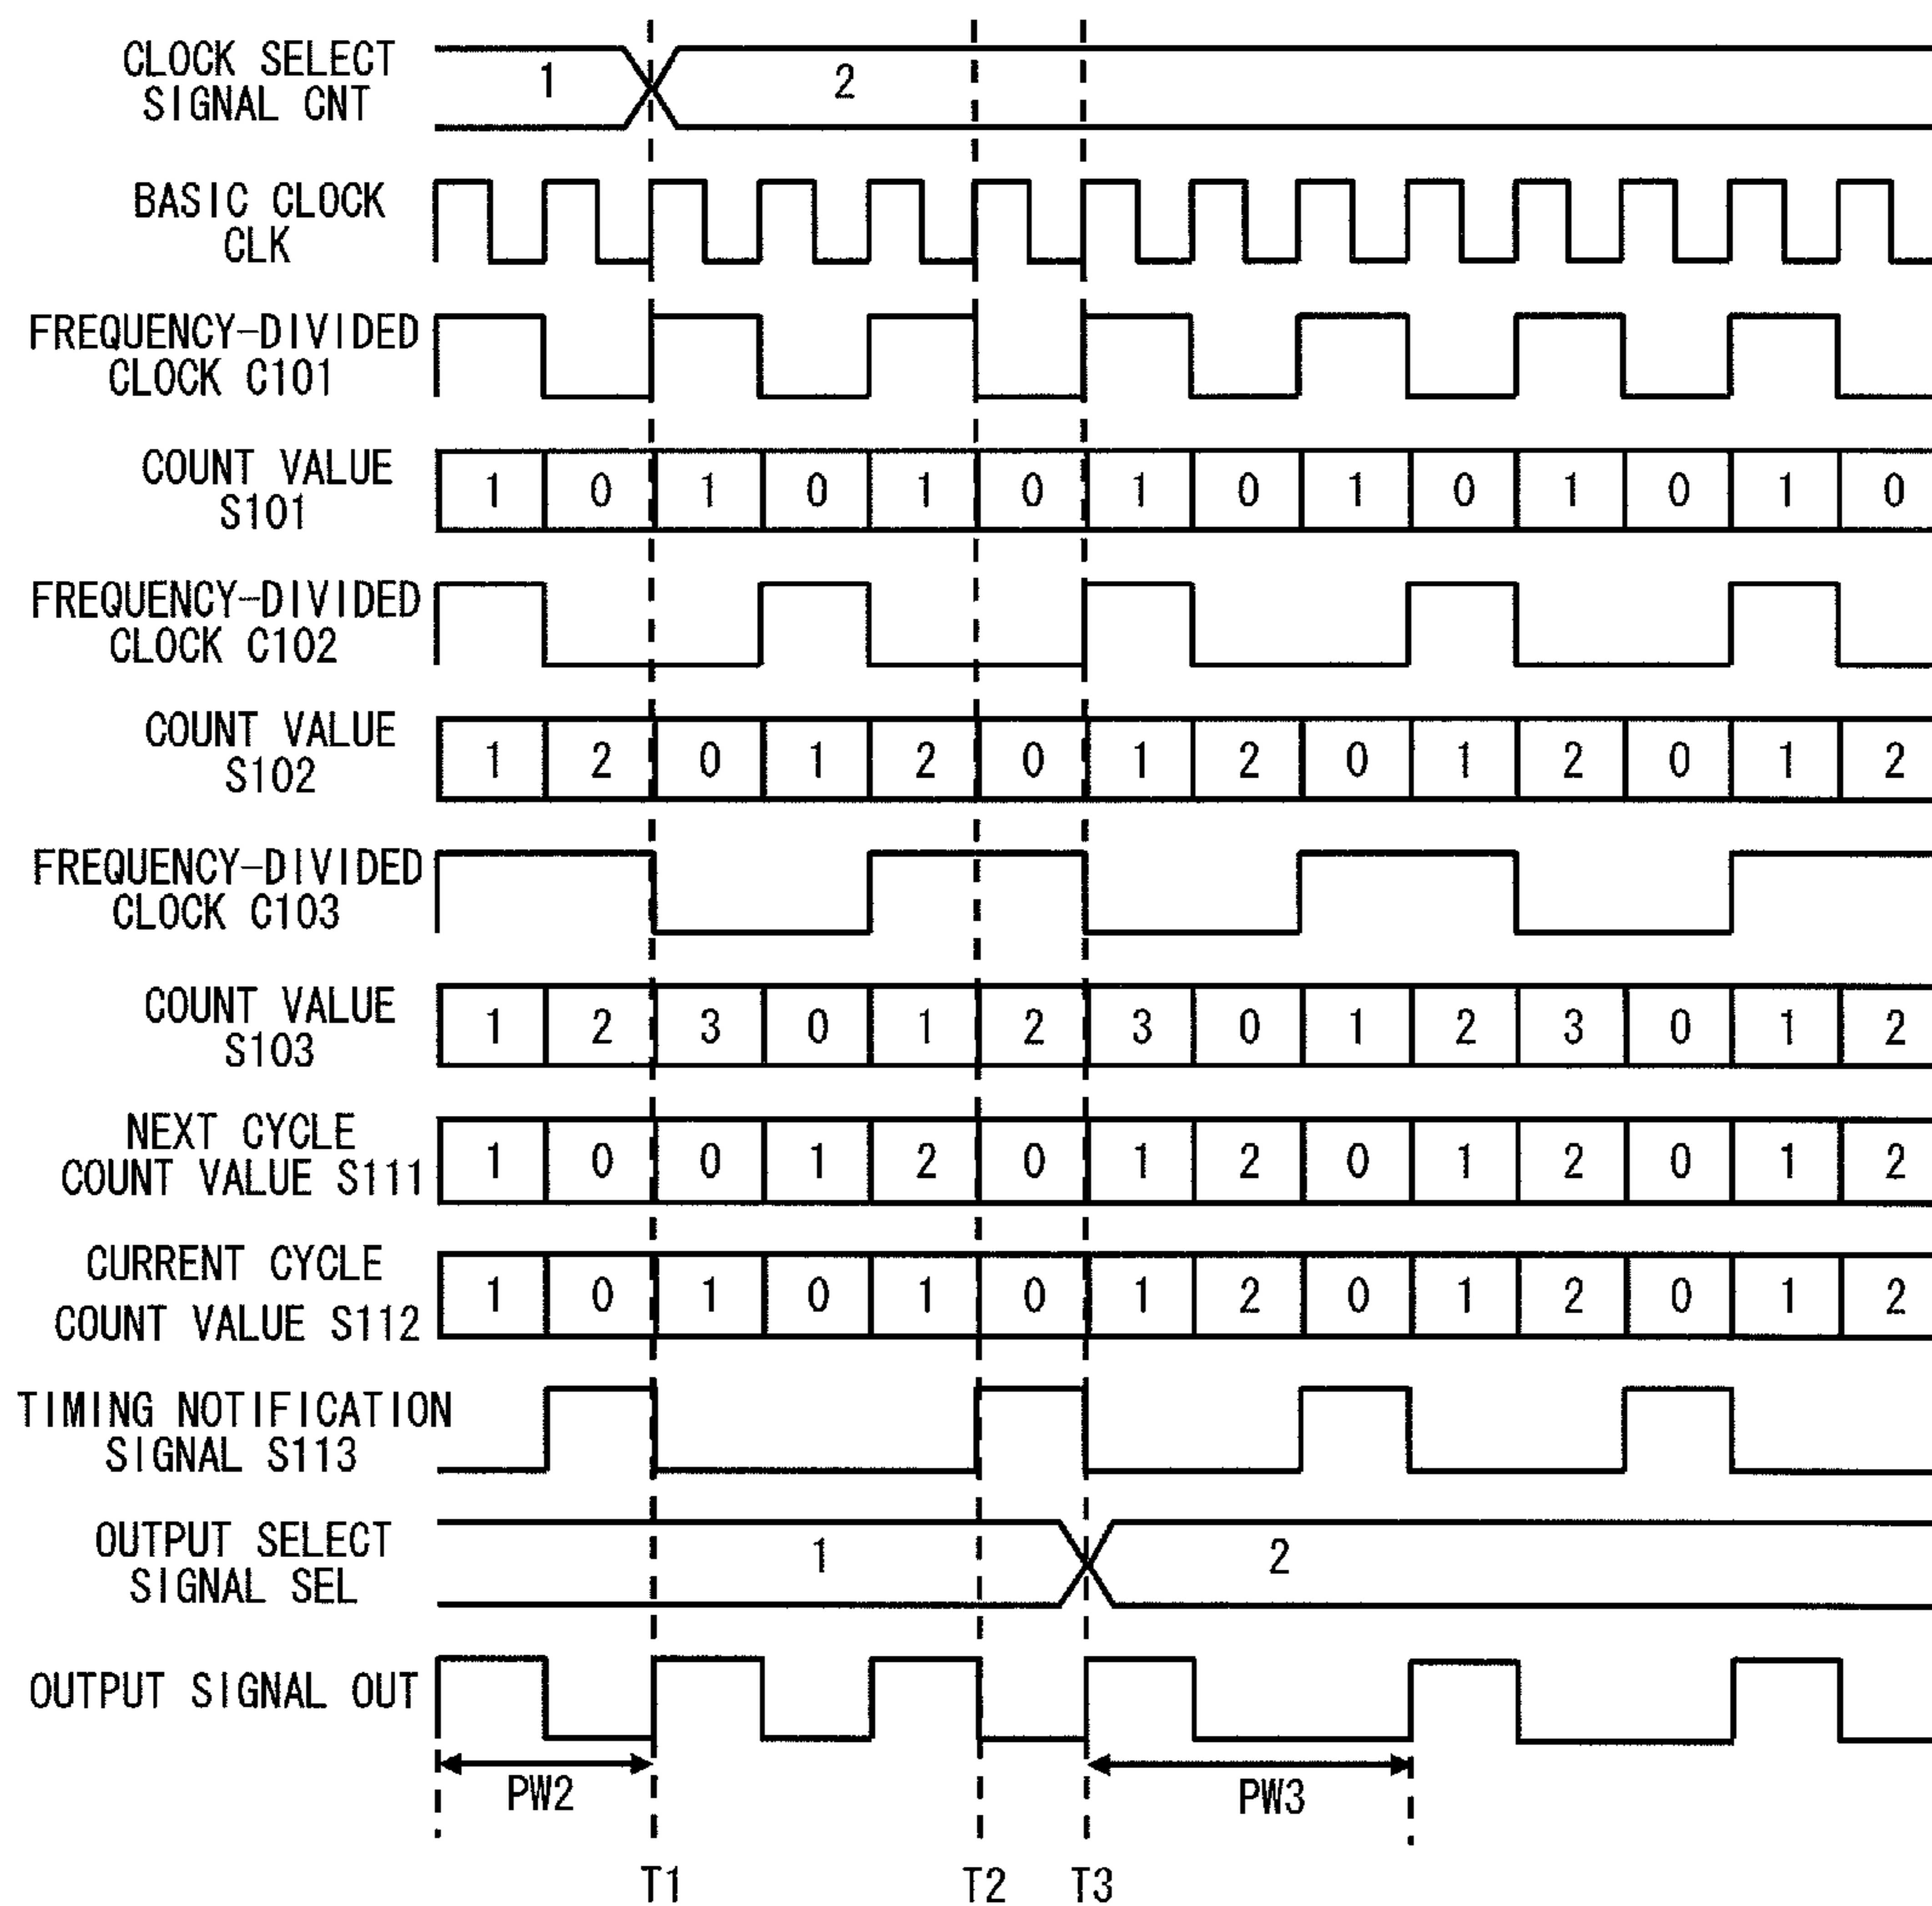 CLOCK SELECT
SIGNAL CNT
1 2
BASIC CLOCK
CLK
FREQUENCY-DIVIDED
CLOCK C101
COUNT VALUE
S101
1 0 1 0 1 0 1 0 1 0 1 0 1 0
FREQUENCY-DIVIDED
CLOCK C102
COUNT VALUE
S102
1 2 0 1 2 0 1 2 0 1 2 0 1 2
FREQUENCY-DIVIDED
CLOCK C103
COUNT VALUE
S103
1 2 3 0 1 2 3 0 1 2 3 0 1 2
NEXT CYCLE
COUNT VALUE S111
1 0 0 1 2 0 1 2 0 1 2 0 1 2
CURRENT CYCLE
COUNT VALUE S112
1 0 1 0 1 0 1 2 0 1 2 0 1 2
TIMING NOTIFICATION
SIGNAL S113
OUTPUT SELECT
SIGNAL SEL
1 2
OUTPUT SIGNAL OUT
PW2 PW3
T1 T2 T3